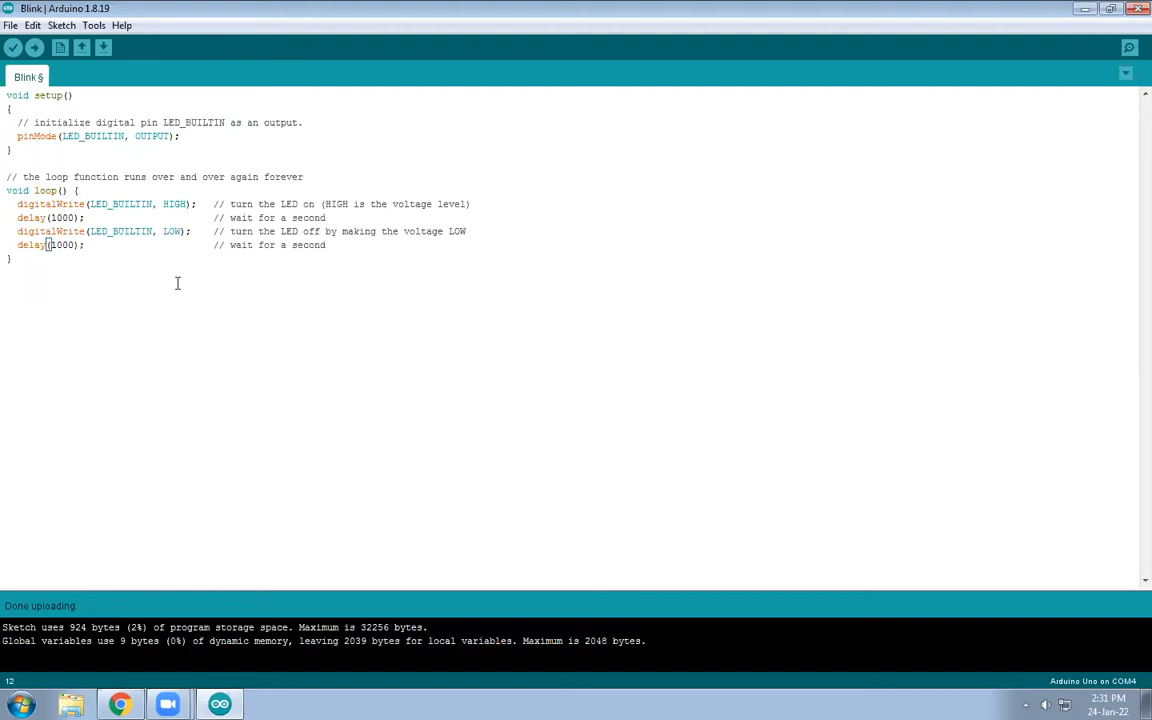 Blink | Arduino 1.8.19
File Edit Sketch Tools Help
Blink §
void setup()
{
  // initialize digital pin LED_BUILTIN as an output.
  pinMode(LED_BUILTIN, OUTPUT);
}
// the loop function runs over and over again forever
void loop() {
  digitalWrite(LED_BUILTIN, HIGH);   // turn the LED on (HIGH is the voltage level)
  delay(1000);                       // wait for a second
  digitalWrite(LED_BUILTIN, LOW);    // turn the LED off by making the voltage LOW
  delay(1000);                       // wait for a second
}
Done uploading.
Sketch uses 924 bytes (2%) of program storage space. Maximum is 32256 bytes.
Global variables use 9 bytes (0%) of dynamic memory, leaving 2039 bytes for local variables. Maximum is 2048 bytes.
12 Arduino Uno on COM4
2:31 PM
24-Jan-22